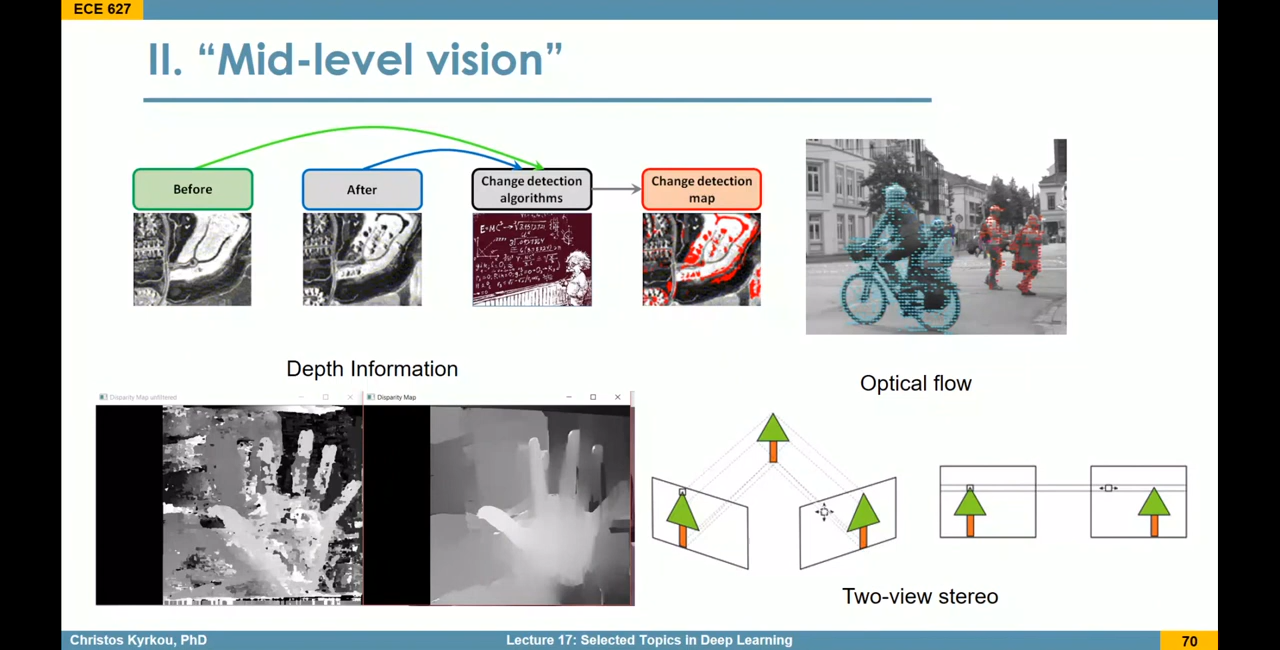 ECE 627
II. “Mid-level vision”
Before
After
Change detection
algorithms
Change detection
map
Depth Information
Optical flow
Disparity Map unfiltered
Disparity Map
Two-view stereo
Christos Kyrkou, PhD
Lecture 17: Selected Topics in Deep Learning
70